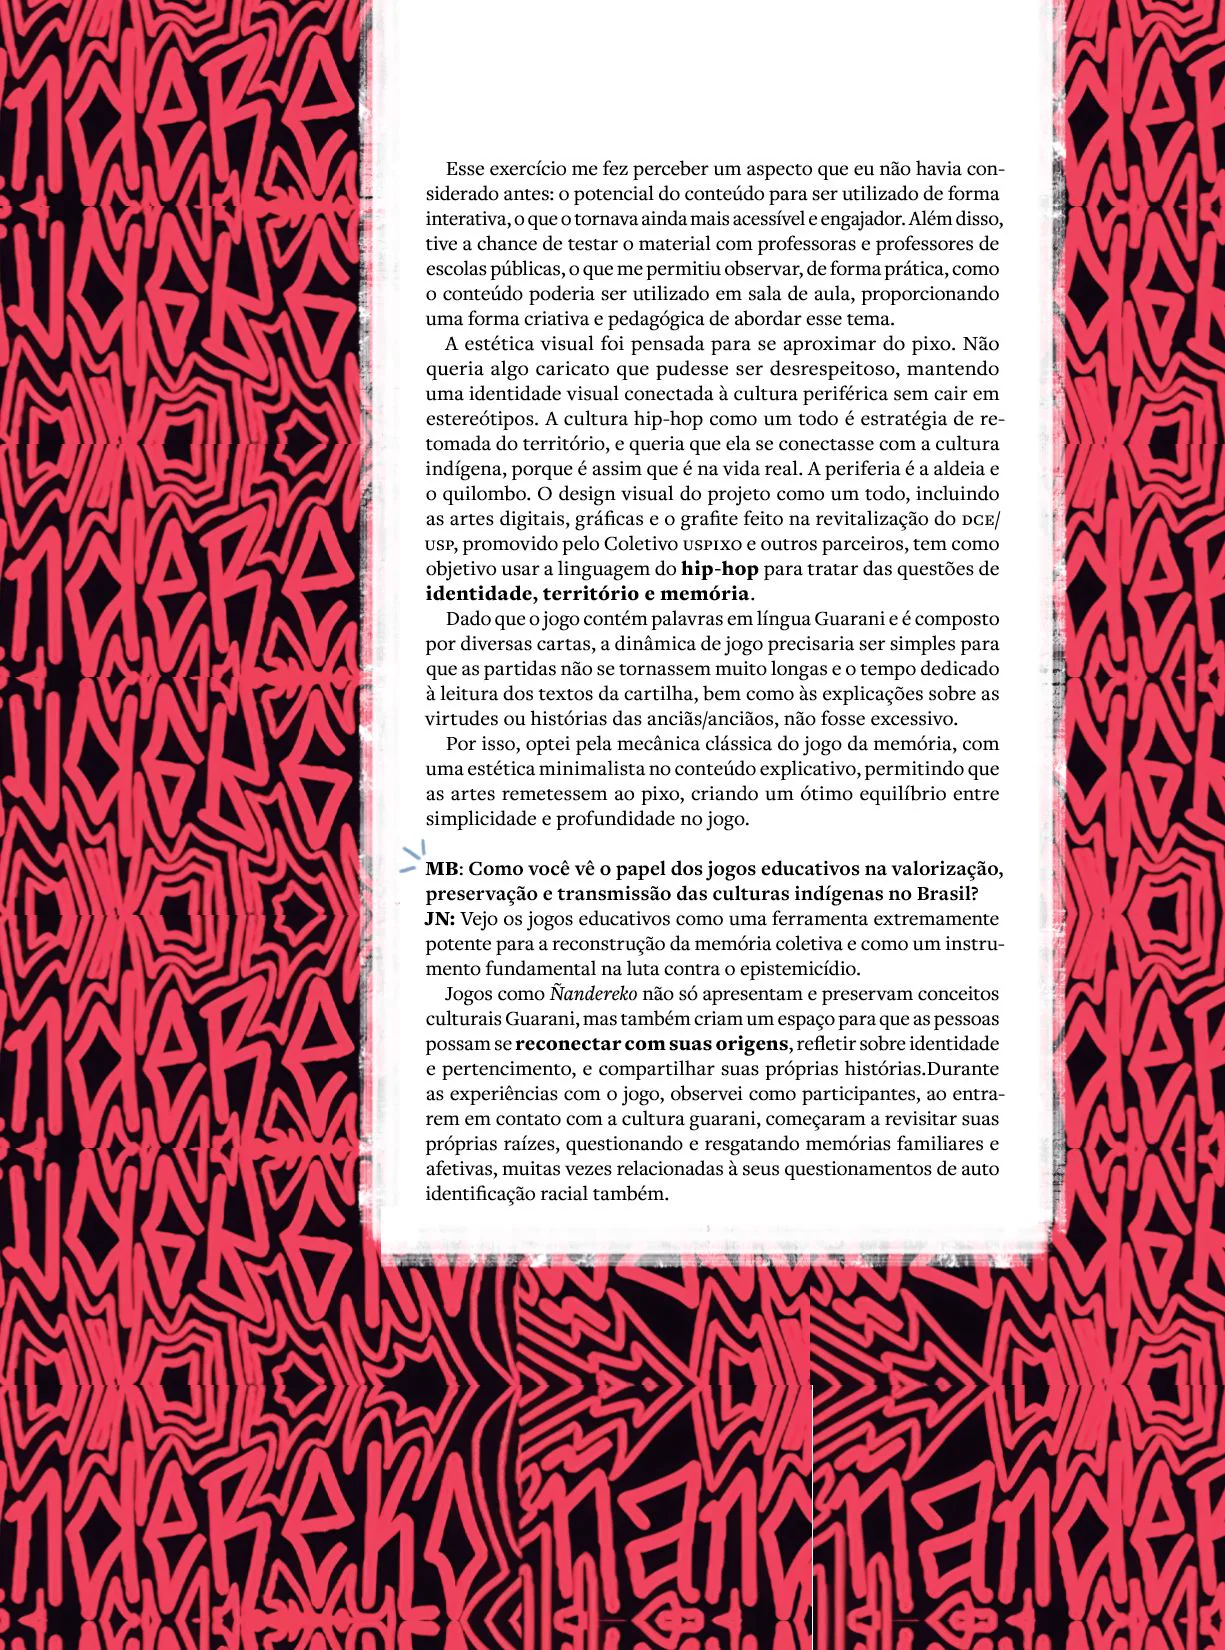 Esse exercício me fez perceber um aspecto que eu não havia con-
siderado antes: o potencial do conteúdo para ser utilizado de forma
interativa, o que o tornava ainda mais acessível e engajador. Além disso,
tive a chance de testar o material com professoras e professores de
escolas públicas, o que me permitiu observar, de forma prática, como
o conteúdo poderia ser utilizado em sala de aula, proporcionando
uma forma criativa e pedagógica de abordar esse tema.
A estética visual foi pensada para se aproximar do pixo. Não
queria algo caricato que pudesse ser desrespeitoso, mantendo
uma identidade visual conectada à cultura periférica sem cair em
estereótipos. A cultura hip-hop como um todo é estratégia de re-
tomada do território, e queria que ela se conectasse com a cultura
indígena, porque é assim que é na vida real. A periferia é a aldeia e
o quilombo. O design visual do projeto como um todo, incluindo
as artes digitais, gráficas e o grafite feito na revitalização do DCE/
USP, promovido pelo Coletivo USPIXO e outros parceiros, tem como
objetivo usar a linguagem do hip-hop para tratar das questões de
identidade, território e memória.
Dado que o jogo contém palavras em língua Guarani e é composto
por diversas cartas, a dinâmica de jogo precisaria ser simples para
que as partidas não se tornassem muito longas e o tempo dedicado
à leitura dos textos da cartilha, bem como às explicações sobre as
virtudes ou histórias das anciãs/anciãos, não fosse excessivo.
Por isso, optei pela mecânica clássica do jogo da memória, com
uma estética minimalista no conteúdo explicativo, permitindo que
as artes remetessem ao pixo, criando um ótimo equilíbrio entre
simplicidade e profundidade no jogo.
MB: Como você vê o papel dos jogos educativos na valorização,
preservação e transmissão das culturas indígenas no Brasil?
JN: Vejo os jogos educativos como uma ferramenta extremamente
potente para a reconstrução da memória coletiva e como um instru-
mento fundamental na luta contra o epistemicídio.
Jogos como Ñandereko não só apresentam e preservam conceitos
culturais Guarani, mas também criam um espaço para que as pessoas
possam se reconectar com suas origens, refletir sobre identidade
e pertencimento, e compartilhar suas próprias histórias.Durante
as experiências com o jogo, observei como participantes, ao entra-
rem em contato com a cultura guarani, começaram a revisitar suas
próprias raízes, questionando e resgatando memórias familiares e
afetivas, muitas vezes relacionadas à seus questionamentos de auto
identificação racial também.